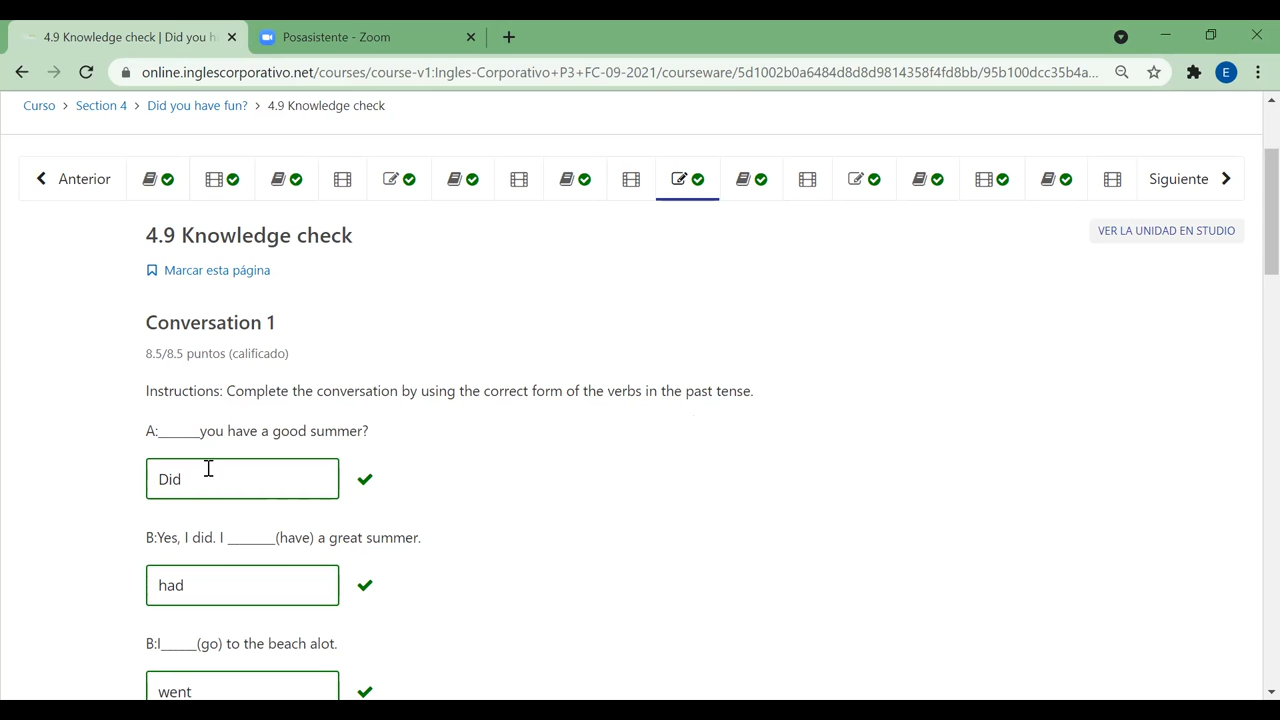 4.9 Knowledge check | Did you h
Posasistente - Zoom
online.inglescorporativo.net/courses/course-v1:Ingles-Corporativo+P3+FC-09-2021/courseware/5d1002b0a6484d8d8d9814358f4fd8bb/95b100dcc35b4a...
E
Curso > Section 4 > Did you have fun? > 4.9 Knowledge check
Anterior
Siguiente
4.9 Knowledge check
VER LA UNIDAD EN STUDIO
Marcar esta página
Conversation 1
8.5/8.5 puntos (calificado)
Instructions: Complete the conversation by using the correct form of the verbs in the past tense.
A:______you have a good summer?
Did
B:Yes, I did. I _______(have) a great summer.
had
B:I_____(go) to the beach alot.
went